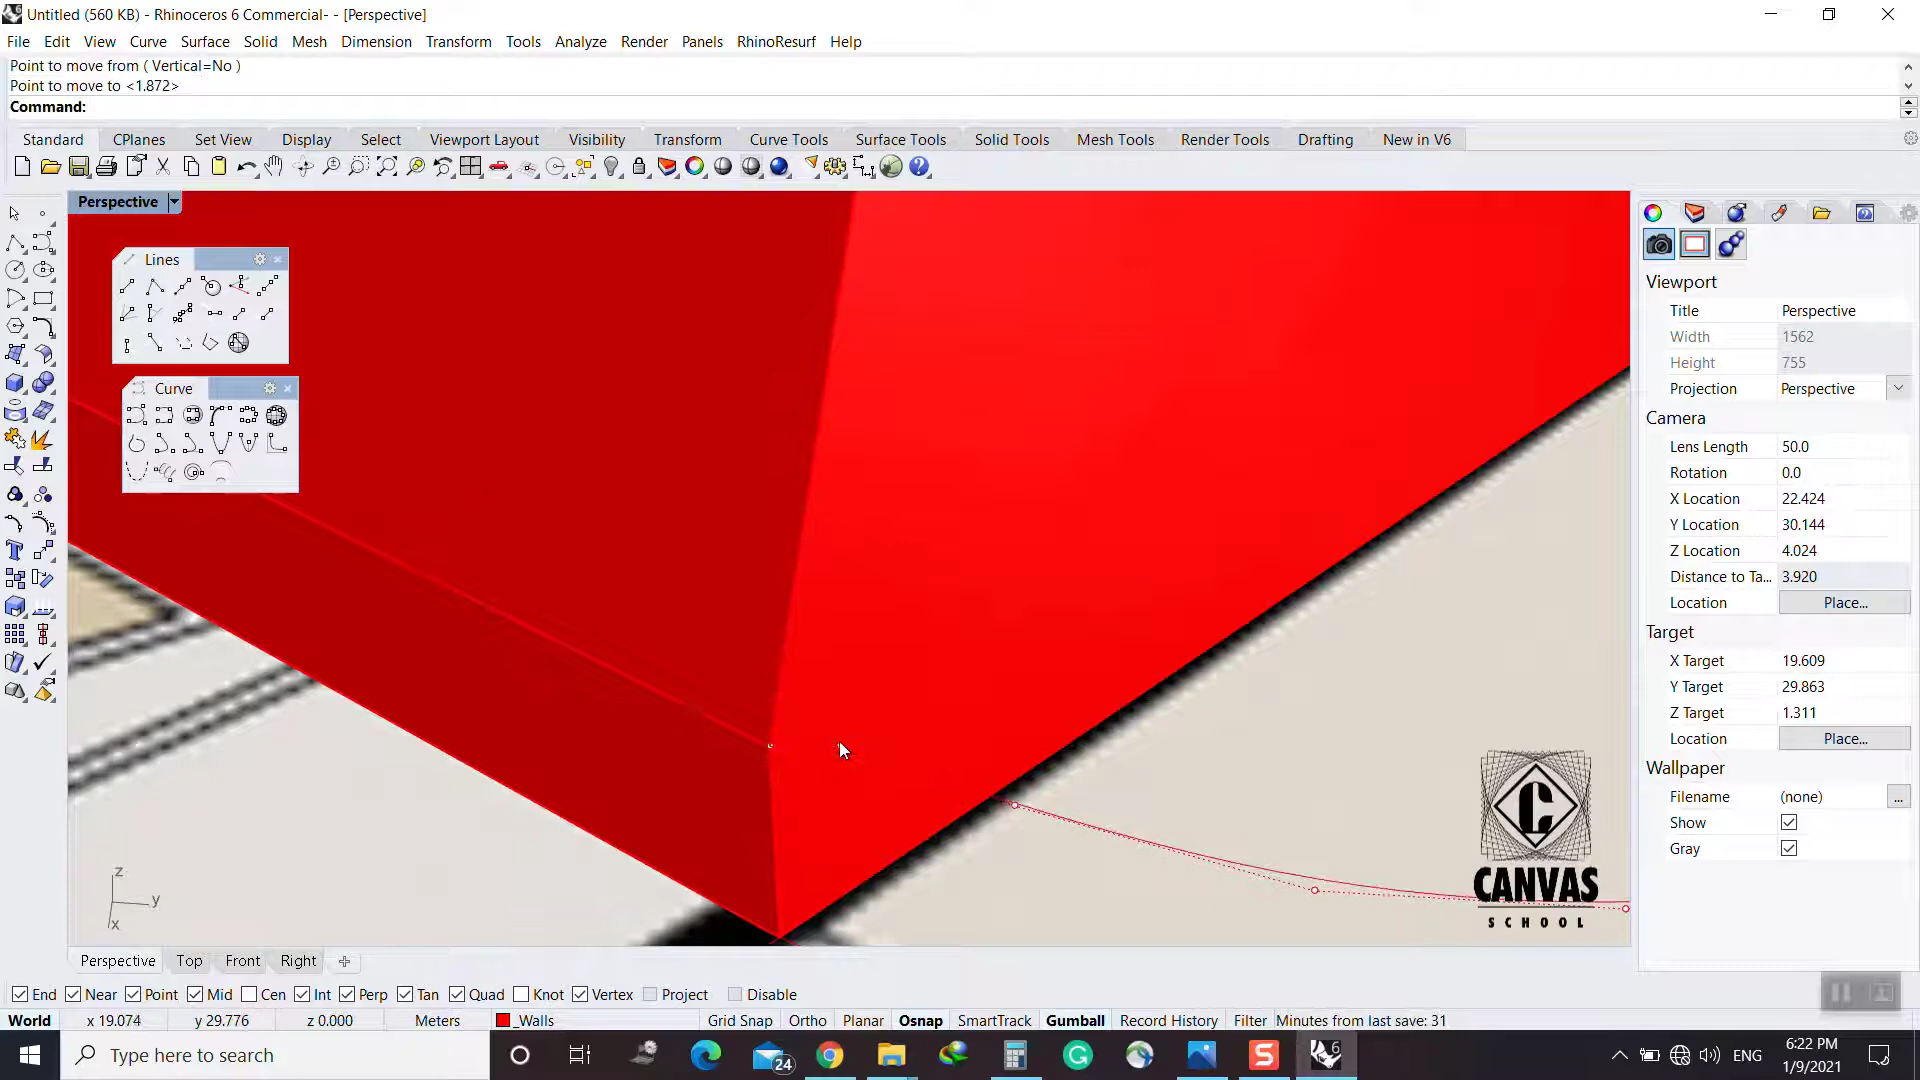 Untitled (560 KB) - Rhinoceros 6 Commercial- - [Perspective]
File Edit View Curve Surface Solid Mesh Dimension Transform Tools Analyze Render Panels RhinoResurf Help
Point to move from ( Vertical=No )
Point to move to <1.872>
Command:
Standard CPlanes Set View Display Select Viewport Layout Visibility Transform Curve Tools Surface Tools Solid Tools Mesh Tools Render Tools Drafting New in V6
Perspective
Lines
Curve
Viewport
Title Perspective
Width 1562
Height 755
Projection Perspective
Camera
Lens Length 50.0
Rotation 0.0
X Location 22.424
Y Location 30.144
Z Location 4.024
Distance to Ta... 3.920
Location Place...
Target
X Target 19.609
Y Target 29.863
Z Target 1.311
Location Place...
Wallpaper
Filename (none) ...
Show
Gray
CANVAS
SCHOOL
z
y
x
Perspective Top Front Right
End Near Point Mid Cen Int Perp Tan Quad Knot Vertex Project Disable
World x 19.074 y 29.776 z 0.000 Meters _Walls Grid Snap Ortho Planar Osnap SmartTrack Gumball Record History Filter Minutes from last save: 31
Type here to search
24
6
ENG
6:22 PM
1/9/2021